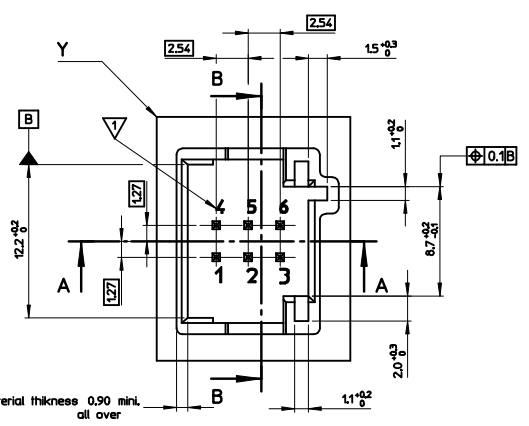 2.54
2.54
1.5 +0.3 0
Y
B
1
1.1 +0.2 0
B
⌖ 0.1 B
1.27
4 5 6
12.2 +0.2 0
8.7 +0.2 -0.1
A
1 2 3
A
1.27
2.0 +0.3 0
erial thikness 0,90 mini.
all over
B
1.1 +0.2 0